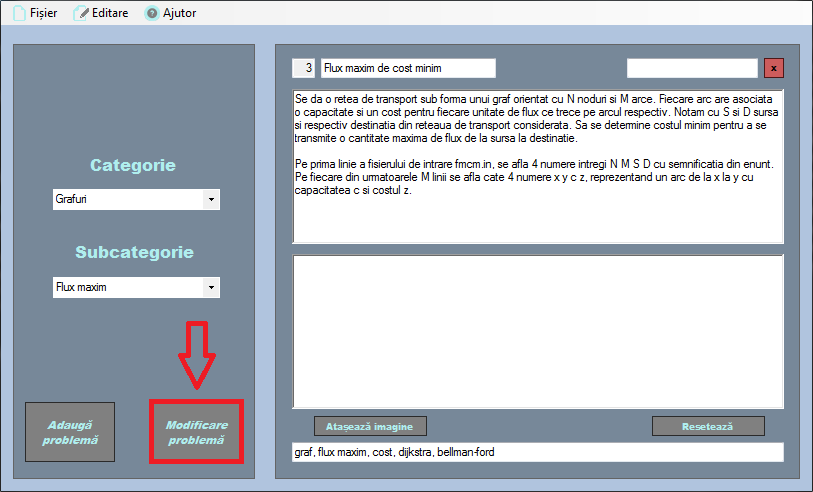 Fișier Editare Ajutor
Categorie
Grafuri
Subcategorie
Flux maxim
Adaugă
problemă
Modificare
problemă
3 Flux maxim de cost minim x
Se da o retea de transport sub forma unui graf orientat cu N noduri si M arce. Fiecare arc are asociata
o capacitate si un cost pentru fiecare unitate de flux ce trece pe arcul respectiv. Notam cu S si D sursa
si respectiv destinatia din reteaua de transport considerata. Sa se determine costul minim pentru a se
transmite o cantitate maxima de flux de la sursa la destinatie.
Pe prima linie a fisierului de intrare fmcm.in, se afla 4 numere intregi N M S D cu semnificatia din enunt.
Pe fiecare din urmatoarele M linii se afla cate 4 numere x y c z, reprezentand un arc de la x la y cu
capacitatea c si costul z.
Atașează imagine
Resetează
graf, flux maxim, cost, dijkstra, bellman-ford